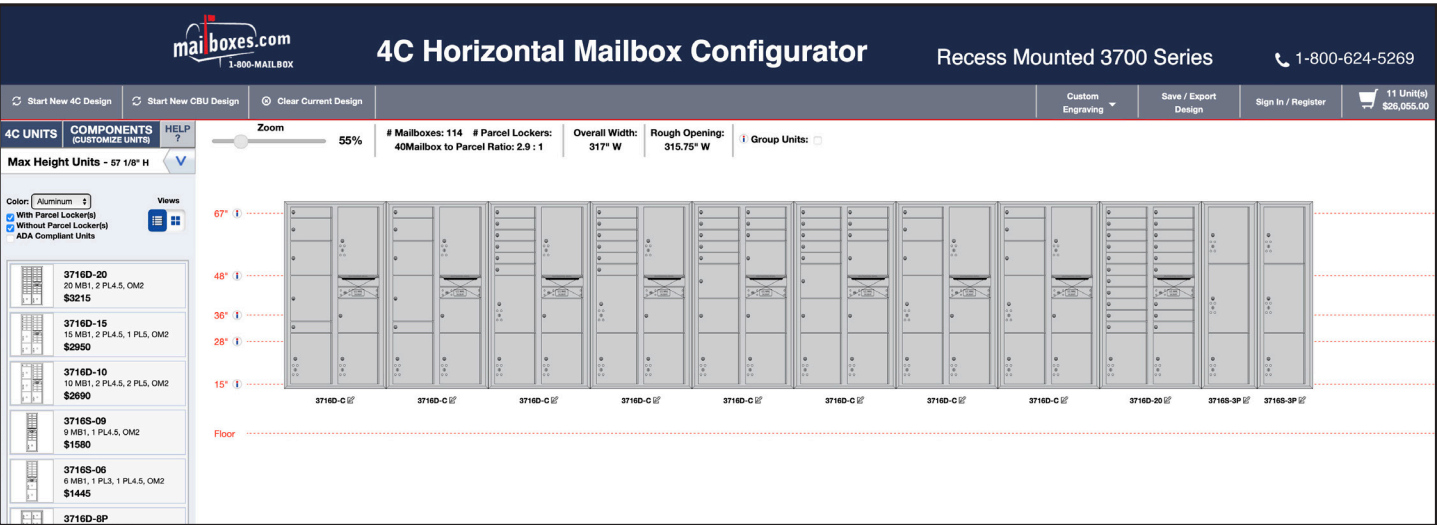 mailboxes.com
1-800-MAILBOX
4C Horizontal Mailbox Configurator
Recess Mounted 3700 Series
1-800-624-5269
Start New 4C Design
Start New CBU Design
Clear Current Design
Custom
Engraving
Save / Export
Design
Sign In / Register
11 Unit(s)
$26,055.00
4C UNITS
COMPONENTS
(CUSTOMIZE UNITS)
HELP
?
Zoom
55%
# Mailboxes: 114 # Parcel Lockers:
40Mailbox to Parcel Ratio: 2.9 : 1
Overall Width:
317" W
Rough Opening:
315.75" W
i Group Units:
Max Height Units - 57 1/8" H
V
Color: Aluminum
Views
With Parcel
Locker(s)
Without Parcel Locker(s)
ADA Compliant Units
3716D-20
20 MB1, 2 PL4.5, OM2
$3215
3716D-15
15 MB1, 2 PL4.5, 1 PL5, OM2
$2950
3716D-10
10 MB1, 2 PL4.5, 2 PL5, OM2
$2690
3716S-09
9 MB1, 1 PL4.5, OM2
$1580
3716S-06
6 MB1, 1 PL3, 1 PL4.5, OM2
$1445
3716D-8P
67" i
48" i
36" i
28" i
15" i
Floor
3716D-C
3716D-C
3716D-C
3716D-C
3716D-C
3716D-C
3716D-C
3716D-C
3716D-20
3716S-3P
3716S-3P